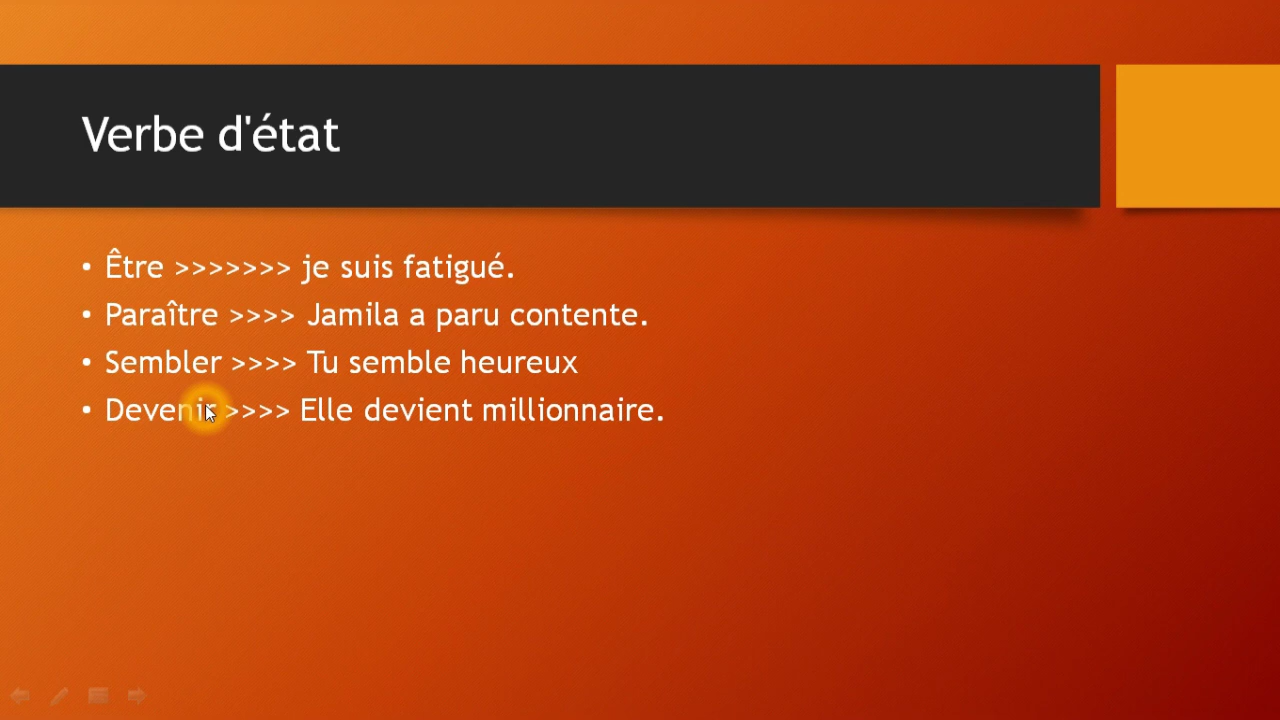 Verbe d'état
• Être >>>>>>> je suis fatigué.
• Paraître >>>> Jamila a paru contente.
• Sembler >>>> Tu semble heureux
• Devenir >>>> Elle devient millionnaire.